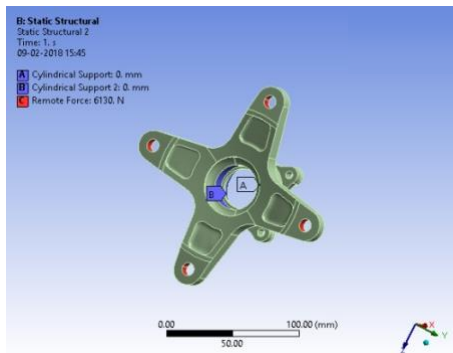 B: Static Structural
Static Structural 2
Time: 1. s
09-02-2018 15:45
A Cylindrical Support: 0. mm
B Cylindrical Support 2: 0. mm
C Remote Force: 6130. N
A
B
0.00 100.00 (mm)
50.00
X
Y
Z